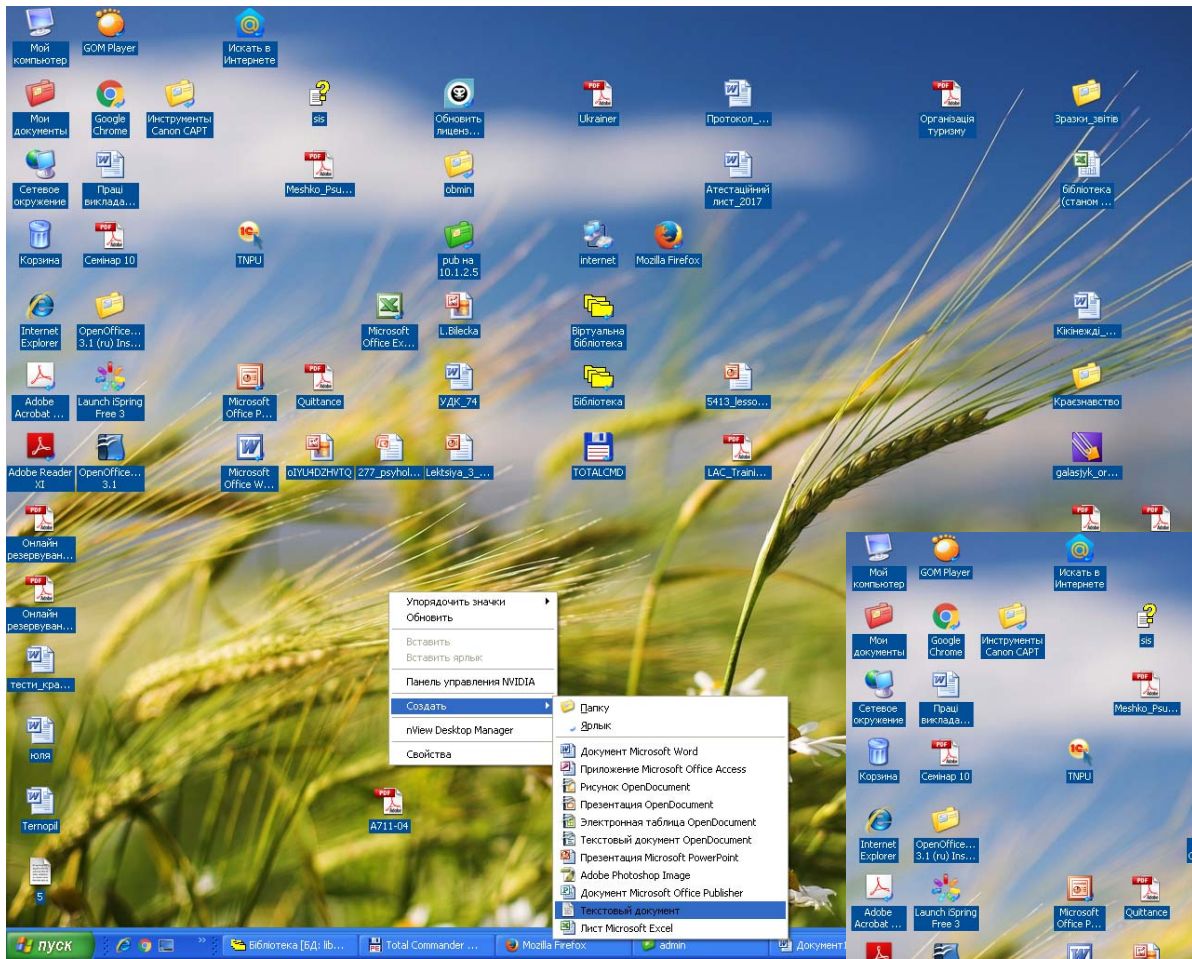 Мой
компьютер
GOM Player
Искать в
Интернете
Мои
документы
Google
Chrome
Инструменты
Canon CAPT
sis
Обновить
лиценз...
Ukrainer
Протокол_...
Організація
туризму
Зразки_звітів
Сетевое
окружение
Праці
виклада...
Meshko_Psu...
obmin
Атестаційний
лист_2017
бібліотека
(станом ...
Корзина
Семінар 10
TNPU
pub на
10.1.2.5
internet
Mozilla Firefox
Internet
Explorer
OpenOffice...
3.1 (ru) Ins...
Microsoft
Office Ex...
L.Bilecka
Віртуальна
бібліотека
Кікінежді_...
Adobe
Acrobat ...
Launch iSpring
Free 3
Microsoft
Office P...
Quittance
УДК_74
Бібліотека
5413_lesso...
Краєзнавство
Adobe Reader
XI
OpenOffice...
3.1
Microsoft
Office W...
oIYU4DZHVTQ
277_psyhol...
Lektsiya_3_...
TOTALCMD
LAC_Traini...
galasjyk_or...
Онлайн
резервуван...
Онлайн
резервуван...
тести_кра...
юля
Ternopil
5
A711-04
Упорядочить значки
Обновить
Вставить
Вставить ярлык
Панель управления NVIDIA
Создать
nView Desktop Manager
Свойства
Папку
Ярлык
Документ Microsoft Word
Приложение Microsoft Office Access
Рисунок OpenDocument
Презентация OpenDocument
Электронная таблица OpenDocument
Текстовый документ OpenDocument
Презентация Microsoft PowerPoint
Adobe Photoshop Image
Документ Microsoft Office Publisher
Текстовый документ
Лист Microsoft Excel
пуск
Бібліотека [БД: lib...
Total Commander ...
Mozilla Firefox
admin
Документ1
Мой
компьютер
GOM Player
Искать в
Интернете
Мои
документы
Google
Chrome
Инструменты
Canon CAPT
sis
Сетевое
окружение
Праці
виклада...
Meshko_Psu...
Корзина
Семінар 10
TNPU
Internet
Explorer
OpenOffice...
3.1 (ru) Ins...
Adobe
Acrobat ...
Launch iSpring
Free 3
Microsoft
Office P...
Quittance